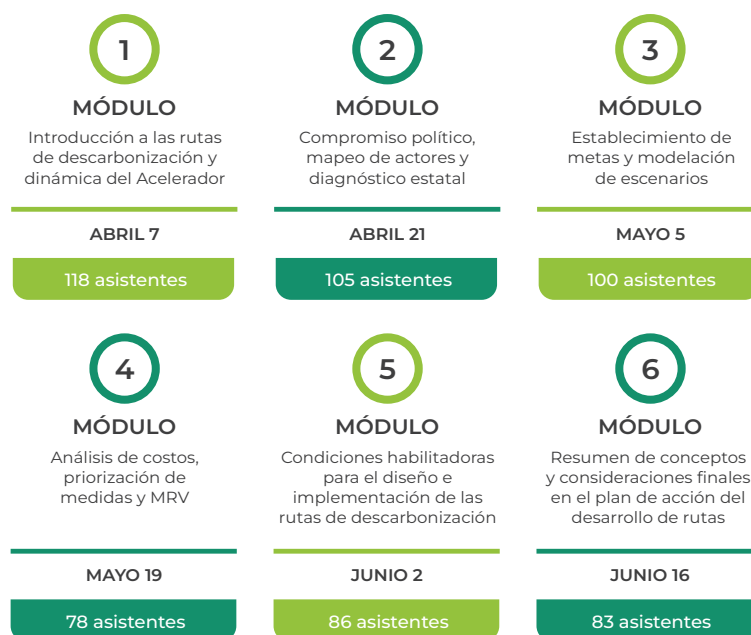 1
MÓDULO
Introducción a las rutas
de descarbonización y
dinámica del Acelerador
ABRIL 7
118 asistentes
2
MÓDULO
Compromiso político,
mapeo de actores y
diagnóstico estatal
ABRIL 21
105 asistentes
3
MÓDULO
Establecimiento de
metas y modelación
de escenarios
MAYO 5
100 asistentes
4
MÓDULO
Análisis de costos,
priorización de
medidas y MRV
MAYO 19
78 asistentes
5
MÓDULO
Condiciones habilitadoras
para el diseño e
implementación de las
rutas de descarbonización
JUNIO 2
86 asistentes
6
MÓDULO
Resumen de conceptos
y consideraciones finales
en el plan de acción del
desarrollo de rutas
JUNIO 16
83 asistentes